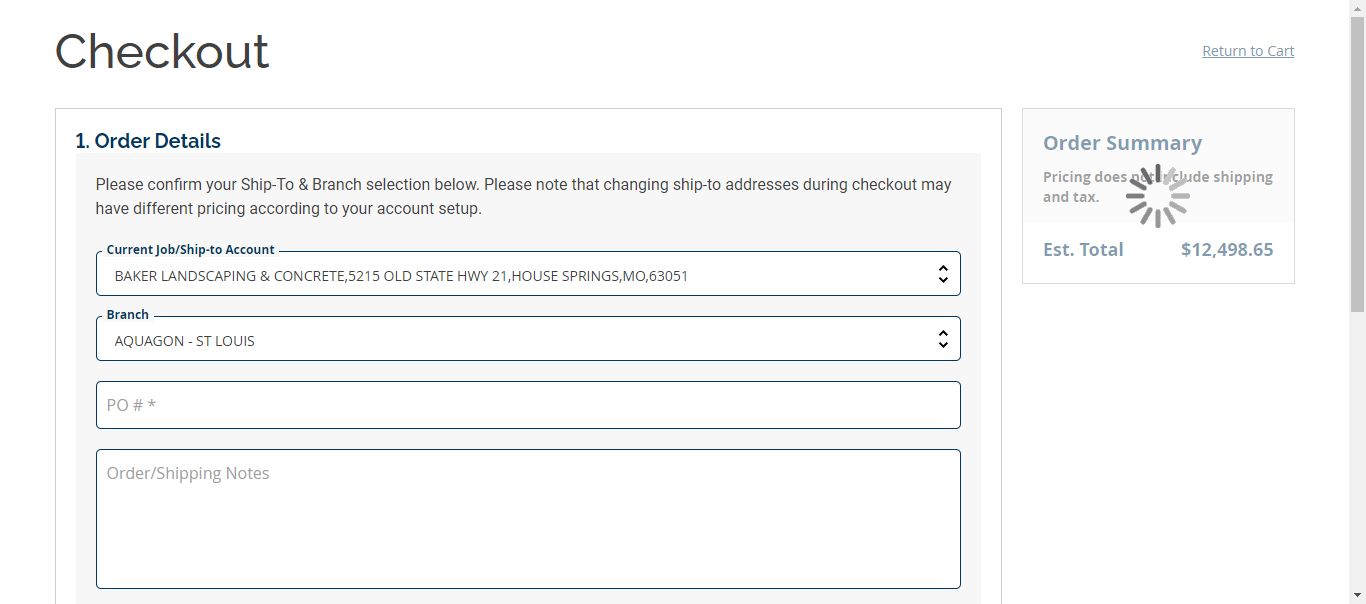 Checkout
Return to Cart
1. Order Details
Please confirm your Ship-To & Branch selection below. Please note that changing ship-to addresses during checkout may
have different pricing according to your account setup.
Current Job/Ship-to Account
BAKER LANDSCAPING & CONCRETE,5215 OLD STATE HWY 21,HOUSE SPRINGS,MO,63051
Branch
AQUAGON - ST LOUIS
PO # *
Order/Shipping Notes
Order Summary
Pricing does not include shipping
and tax.
Est. Total $12,498.65